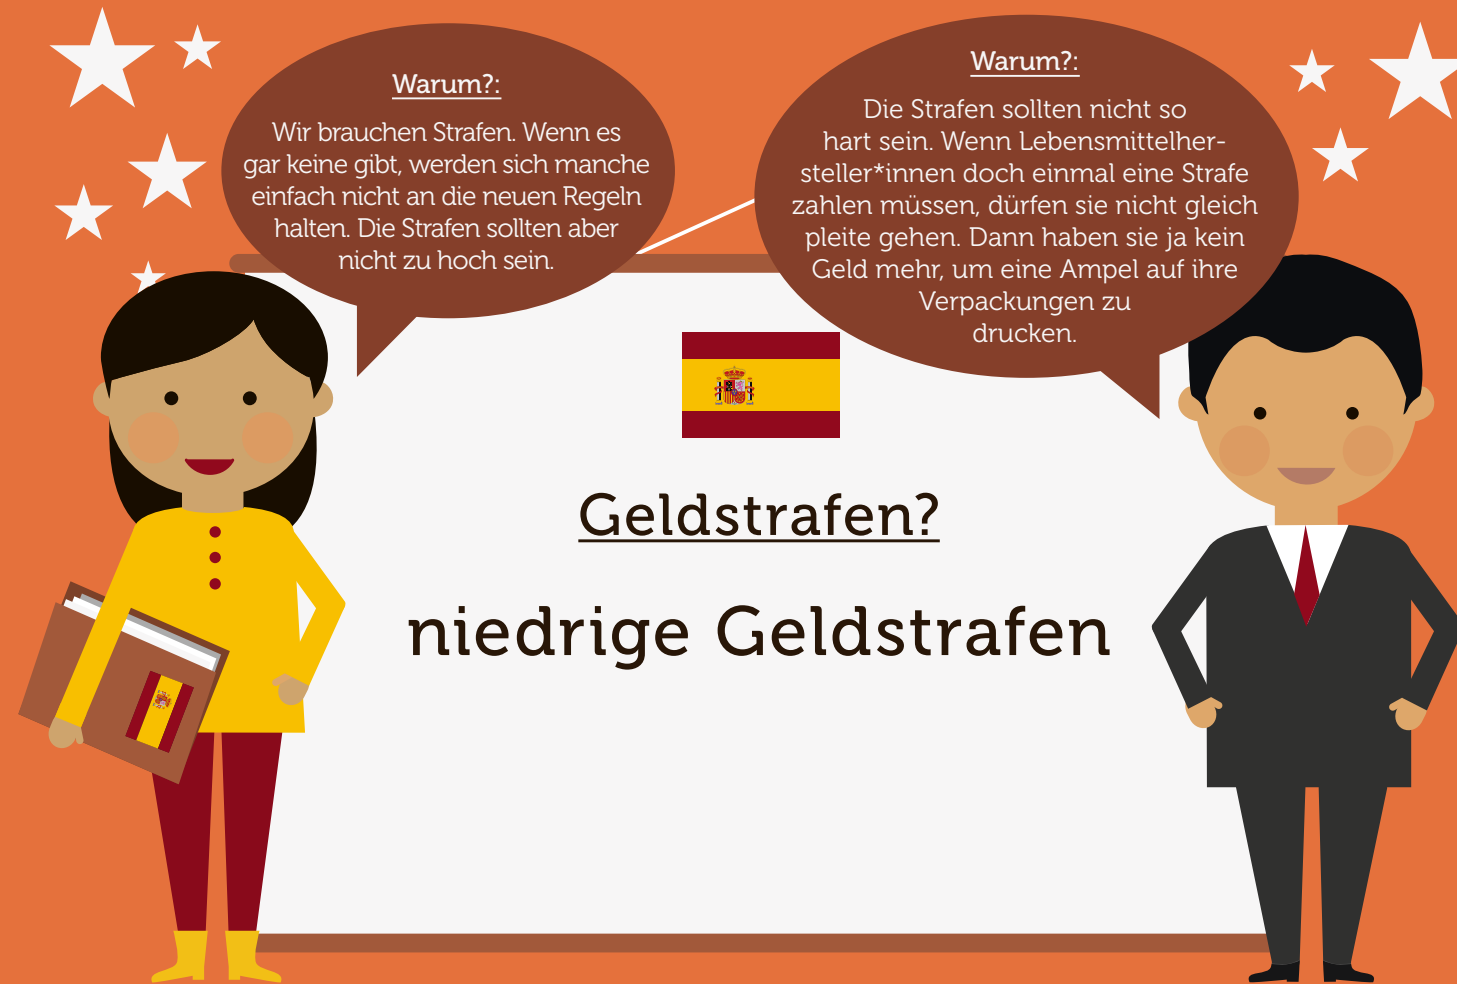 Warum?:
Wir brauchen Strafen. Wenn es
gar keine gibt, werden sich manche
einfach nicht an die neuen Regeln
halten. Die Strafen sollten aber
nicht zu hoch sein.
Warum?:
Die Strafen sollten nicht so
hart sein. Wenn Lebensmittelher-
steller*innen doch einmal eine Strafe
zahlen müssen, dürfen sie nicht gleich
pleite gehen. Dann haben sie ja kein
Geld mehr, um eine Ampel auf ihre
Verpackungen zu
drucken.
Geldstrafen?
niedrige Geldstrafen